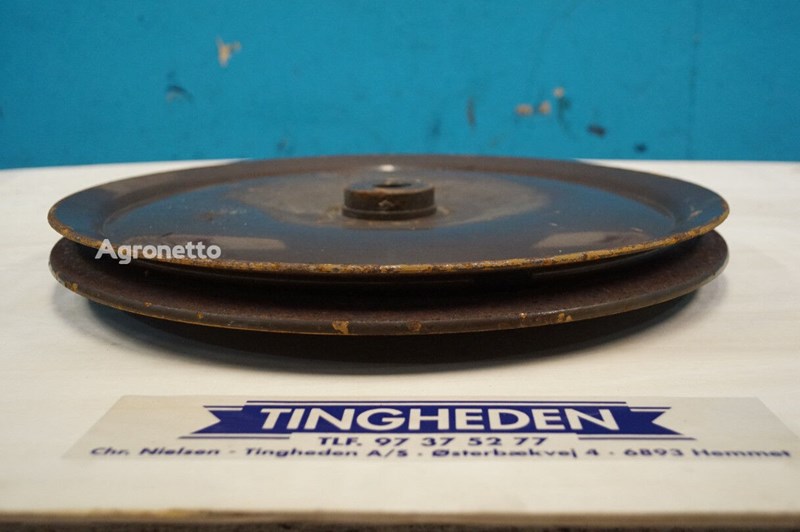 Agronetto
TINGHEDEN
TLF. 97 37 52 77
Chr. Nielsen - Tingheden A/S - Østerbækvej 4 - 6893 Hemmet